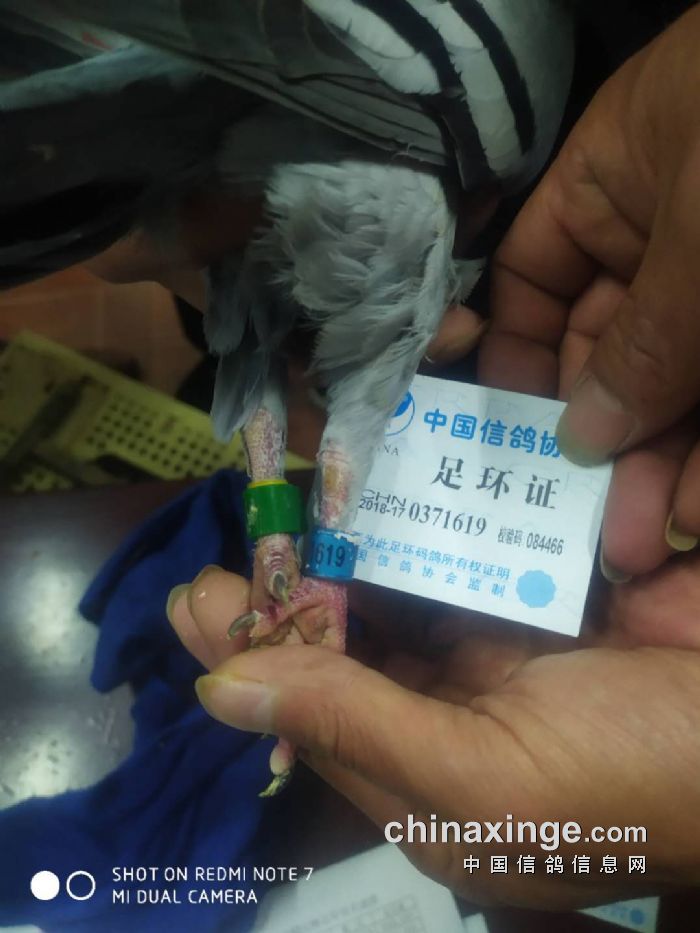 中国信鸽协
足环证
CHN
2018-17 0371619 校验码: 084466
为此足环码鸽所有权证明
国信鸽协会监制
619
chinaxinge.com
中国信鸽信息网
SHOT ON REDMI NOTE 7
MI DUAL CAMERA